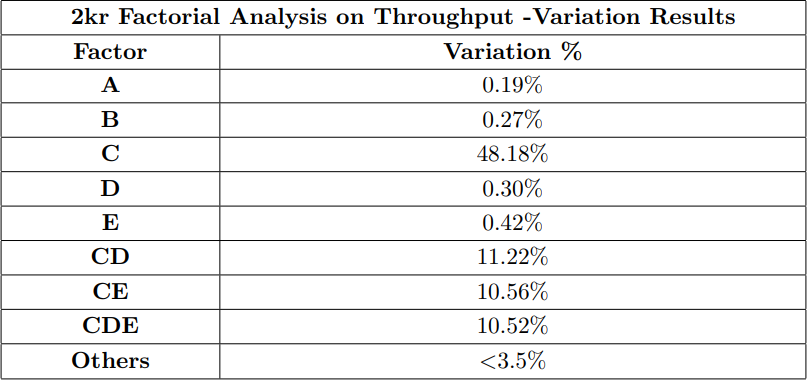 2kr Factorial Analysis on Throughput -Variation Results
Factor Variation %
A 0.19%
B 0.27%
C 48.18%
D 0.30%
E 0.42%
CD 11.22%
CE 10.56%
CDE 10.52%
Others <3.5%